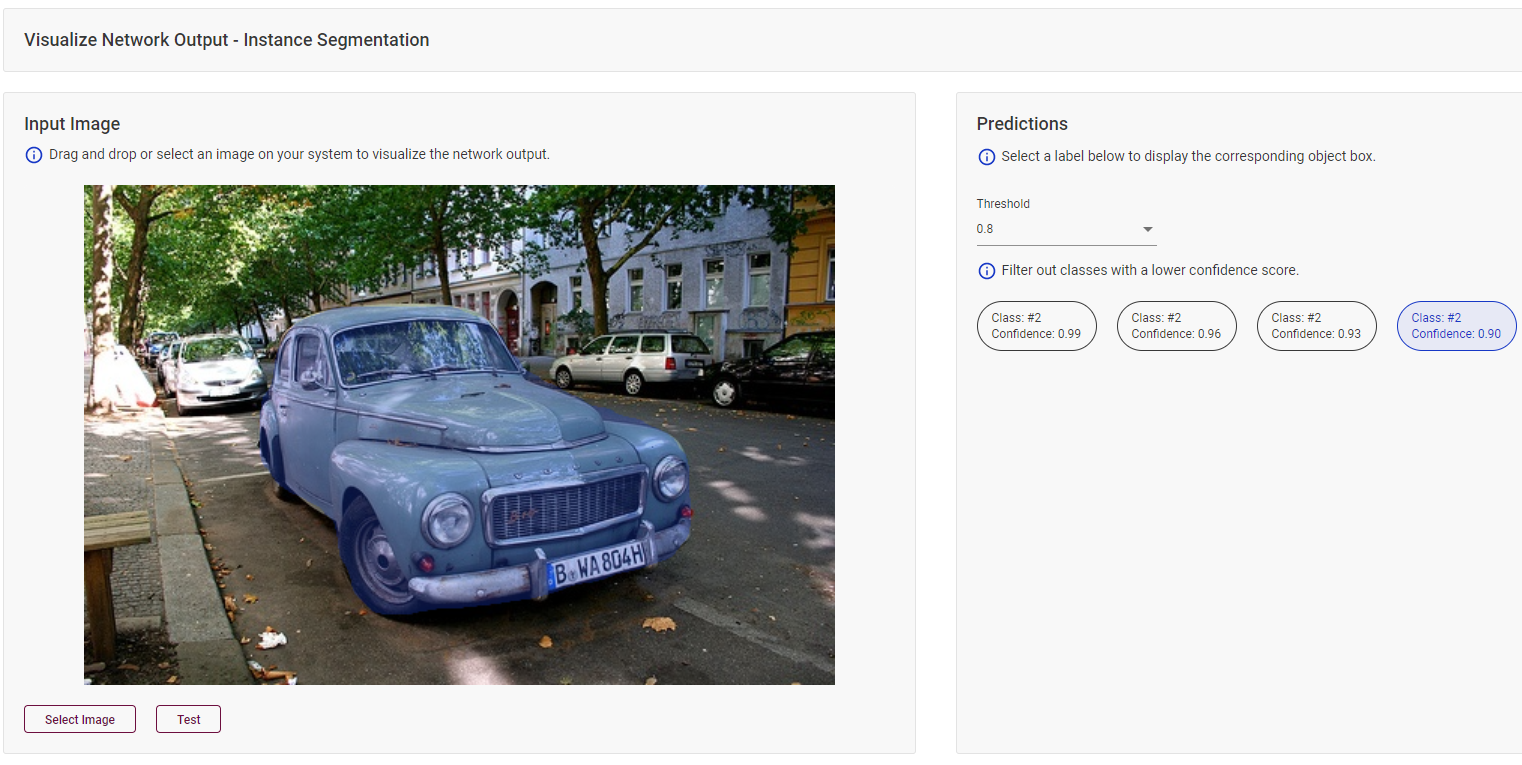 Visualize Network Output - Instance Segmentation
Input Image
Drag and drop or select an image on your system to visualize the network output.
B WA 804H
Select Image
Test
Predictions
Select a label below to display the corresponding object box.
Threshold
0.8
Filter out classes with a lower confidence score.
Class: #2
Confidence: 0.99
Class: #2
Confidence: 0.96
Class: #2
Confidence: 0.93
Class: #2
Confidence: 0.90